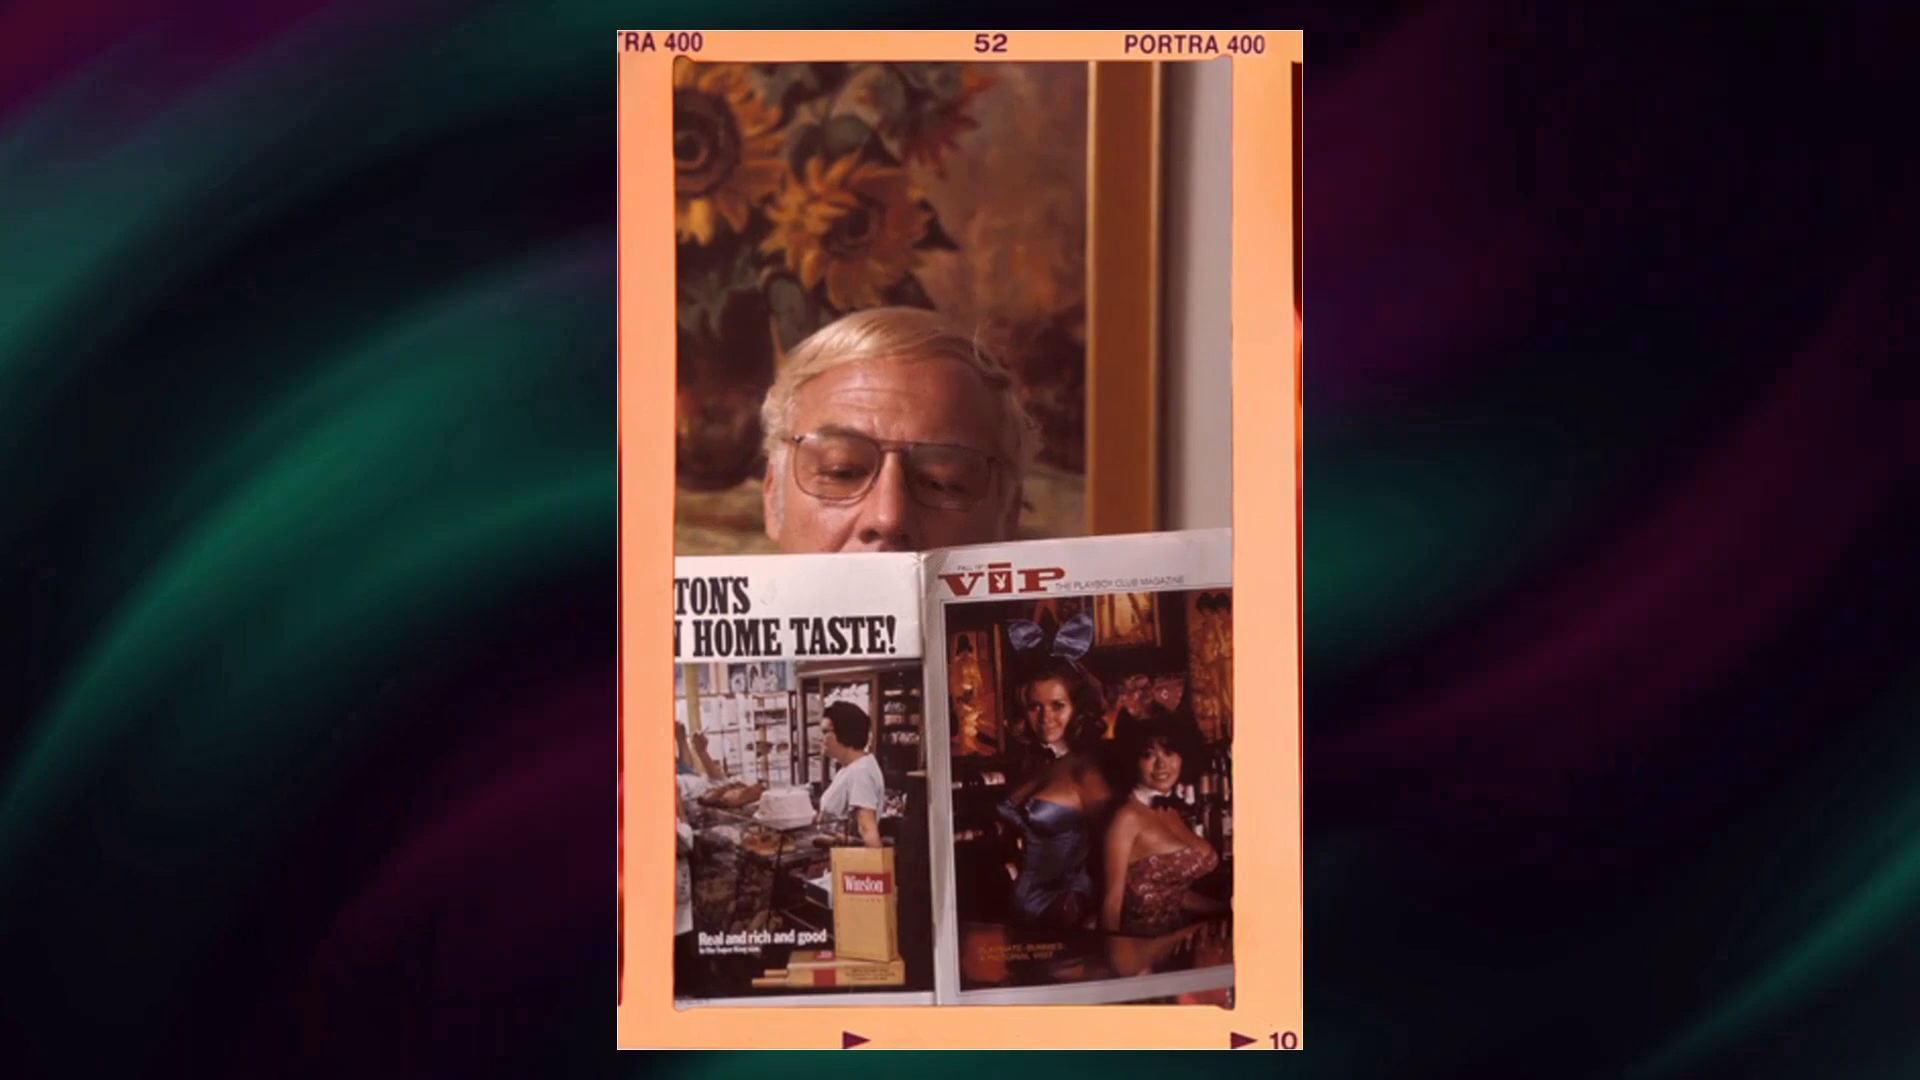 RA 400 52 PORTRA 400
TON'S
HOME TASTE!
VIP THE PLAYBOY CLUB MAGAZINE
Winston
Real and rich and good
10